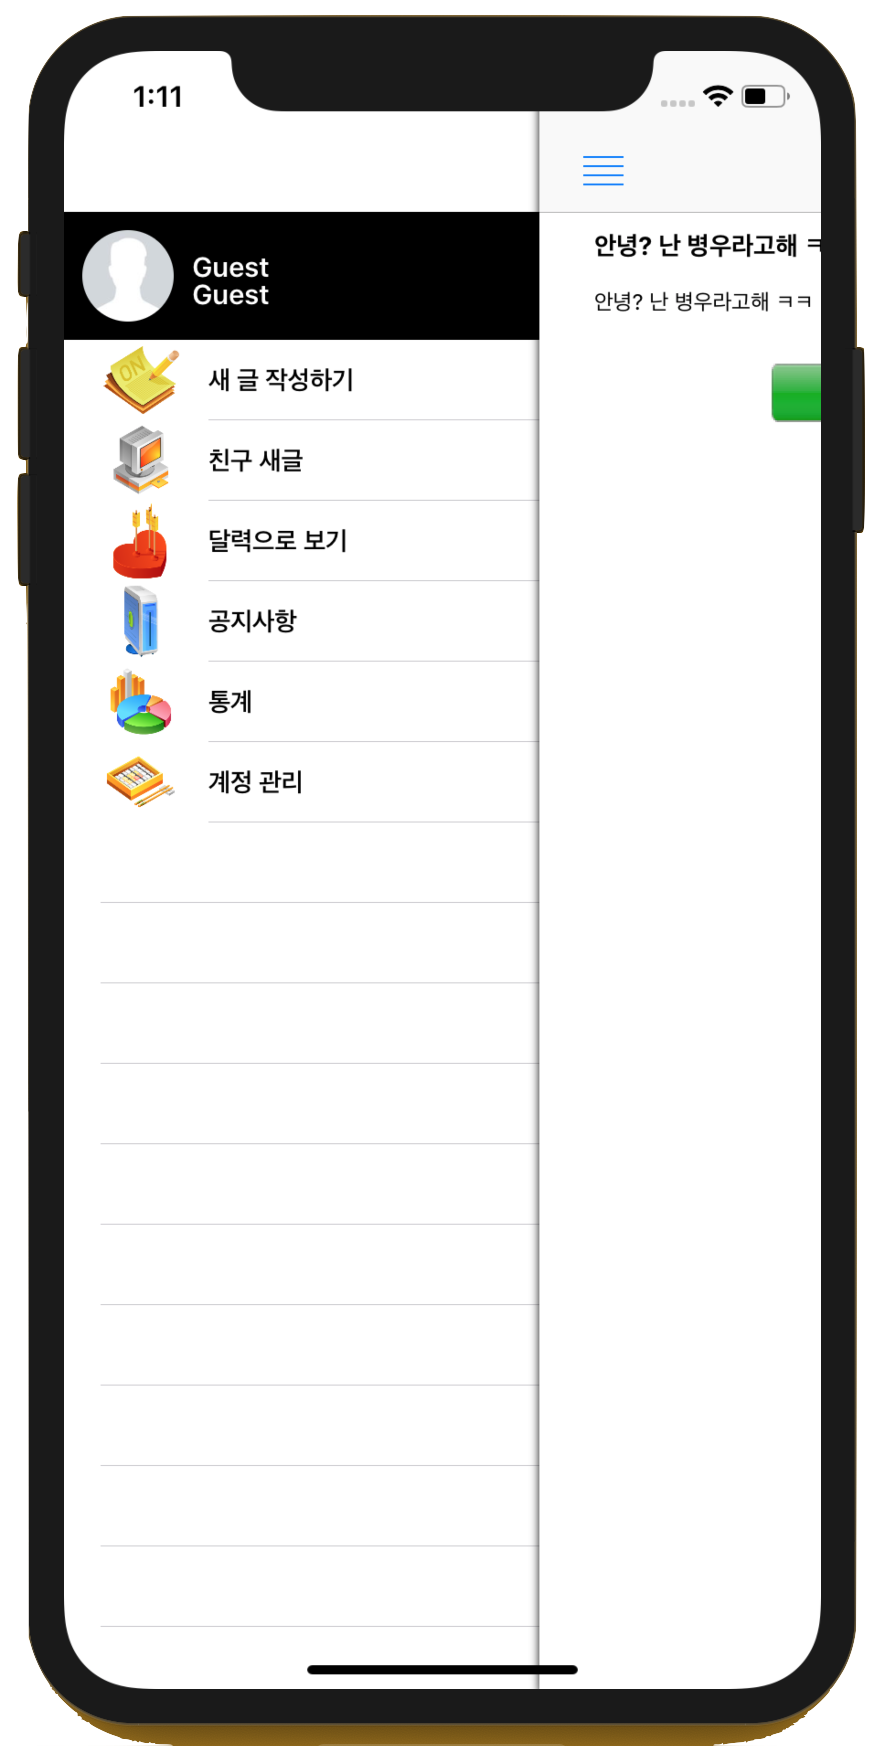 1:11
Guest
Guest
ON
새 글 작성하기
친구 새글
달력으로 보기
공지사항
통계
계정 관리
안녕? 난 병우라고해 ㅋ
안녕? 난 병우라고해 ㅋㅋ